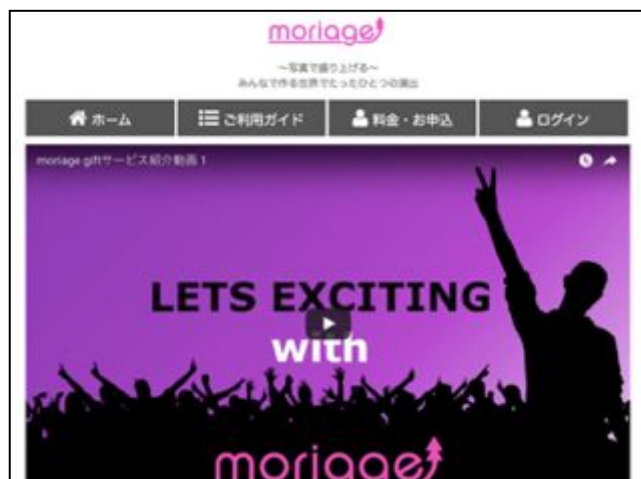 moriage
〜写真で盛り上げる〜
みんなで作る世界でたったひとつの演出
ホーム
ご利用ガイド
料金・お申込
ログイン
moriage giftサービス紹介動画 1
LETS EXCITING
with
moriage